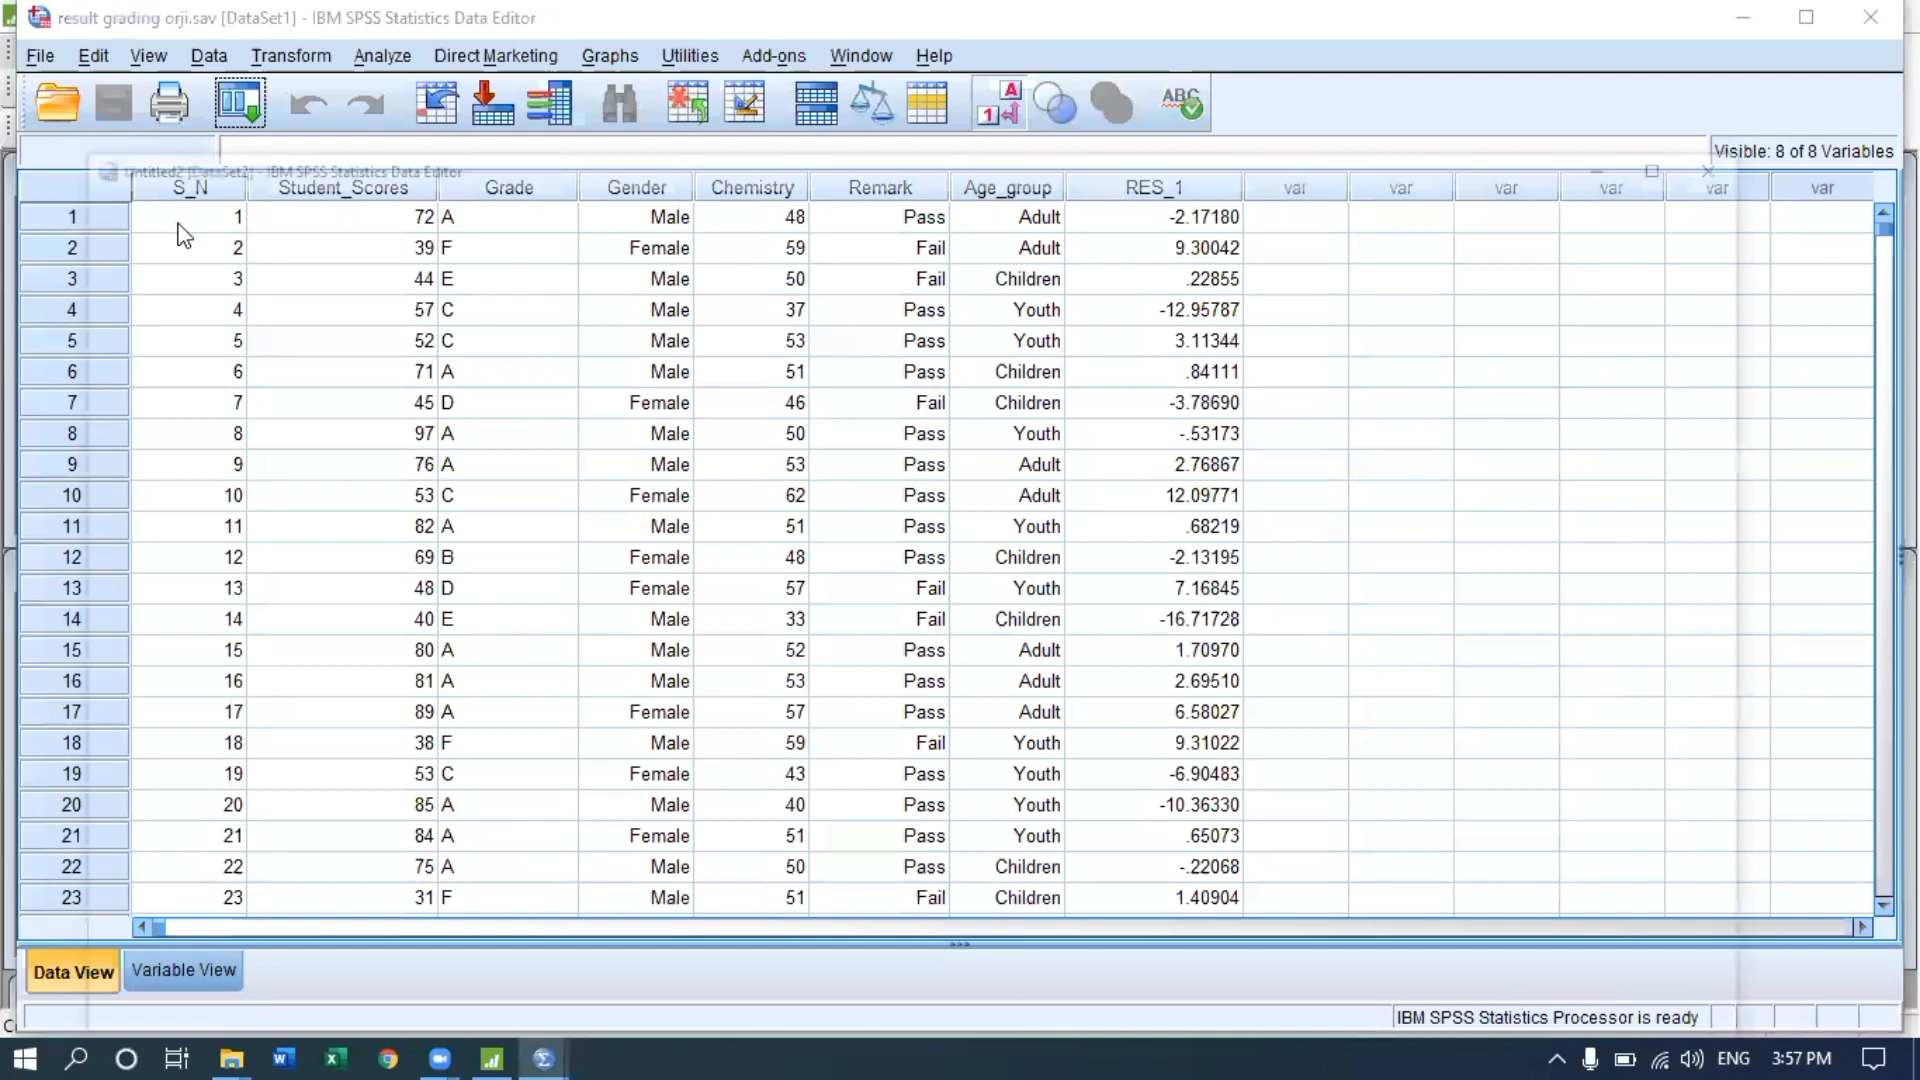 result grading orji.sav [DataSet1] - IBM SPSS Statistics Data Editor
File Edit View Data Transform Analyze Direct Marketing Graphs Utilities Add-ons Window Help
A
1
ABC
Visible: 8 of 8 Variables
Untitled2 [DataSet2] - IBM SPSS Statistics Data Editor
S_N Student_Scores Grade Gender Chemistry Remark Age_group RES_1 var var var var var var
1 1 72 A Male 48 Pass Adult -2.17180
2 2 39 F Female 59 Fail Adult 9.30042
3 3 44 E Male 50 Fail Children .22855
4 4 57 C Male 37 Pass Youth -12.95787
5 5 52 C Male 53 Pass Youth 3.11344
6 6 71 A Male 51 Pass Children .84111
7 7 45 D Female 46 Fail Children -3.78690
8 8 97 A Male 50 Pass Youth -.53173
9 9 76 A Male 53 Pass Adult 2.76867
10 10 53 C Female 62 Pass Adult 12.09771
11 11 82 A Male 51 Pass Youth .68219
12 12 69 B Female 48 Pass Children -2.13195
13 13 48 D Female 57 Fail Youth 7.16845
14 14 40 E Male 33 Fail Children -16.71728
15 15 80 A Male 52 Pass Adult 1.70970
16 16 81 A Male 53 Pass Adult 2.69510
17 17 89 A Female 57 Pass Adult 6.58027
18 18 38 F Male 59 Fail Youth 9.31022
19 19 53 C Female 43 Pass Youth -6.90483
20 20 85 A Male 40 Pass Youth -10.36330
21 21 84 A Female 51 Pass Youth .65073
22 22 75 A Male 50 Pass Children -.22068
23 23 31 F Male 51 Fail Children 1.40904
Data View Variable View
IBM SPSS Statistics Processor is ready
ENG 3:57 PM